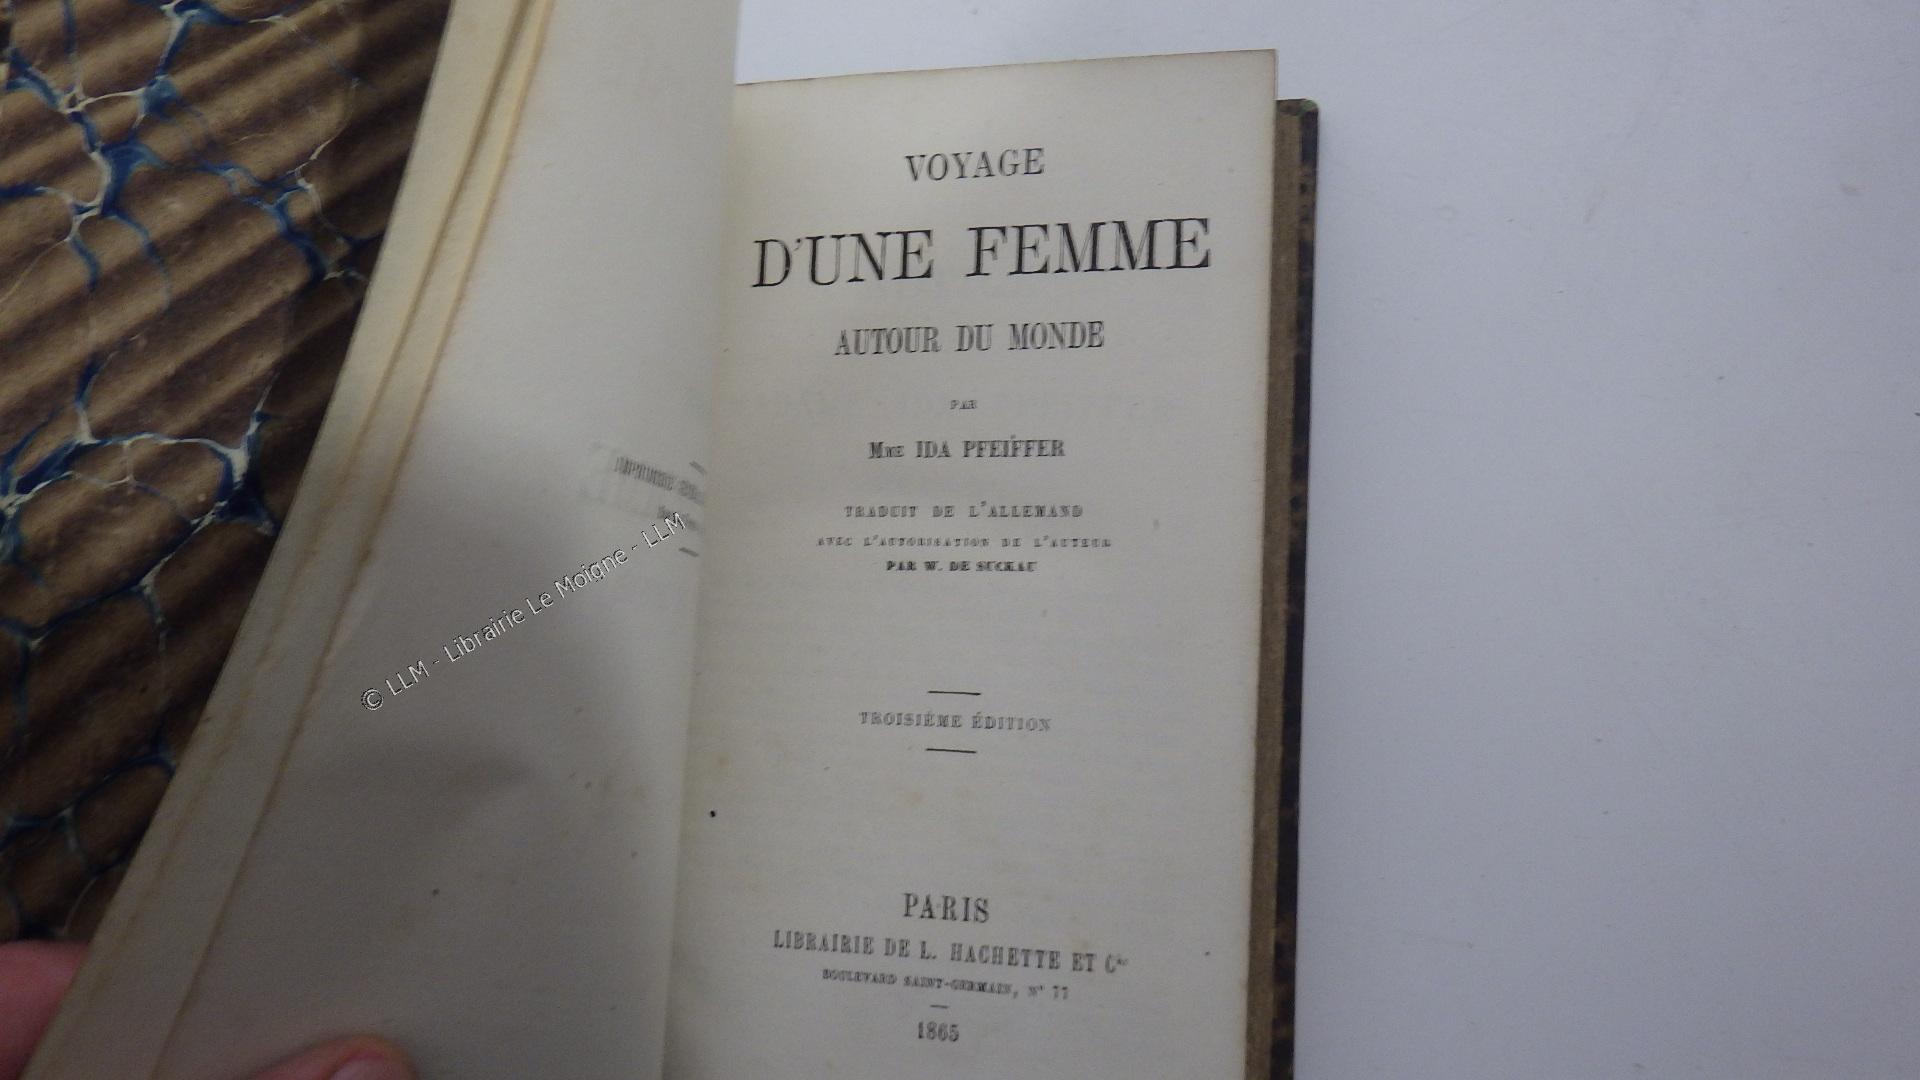 VOYAGE
D'UNE FEMME
AUTOUR DU MONDE
PAR
MME IDA PFEIFFER
TRADUIT DE L'ALLEMAND
AVEC L'AUTORISATION DE L'AUTEUR
PAR W. DE SUCKAU
TROISIÈME ÉDITION
PARIS
LIBRAIRIE DE L. HACHETTE ET Cie
BOULEVARD SAINT-GERMAIN, N° 77
1865
© LLM - Librairie Le Moigne - LLM